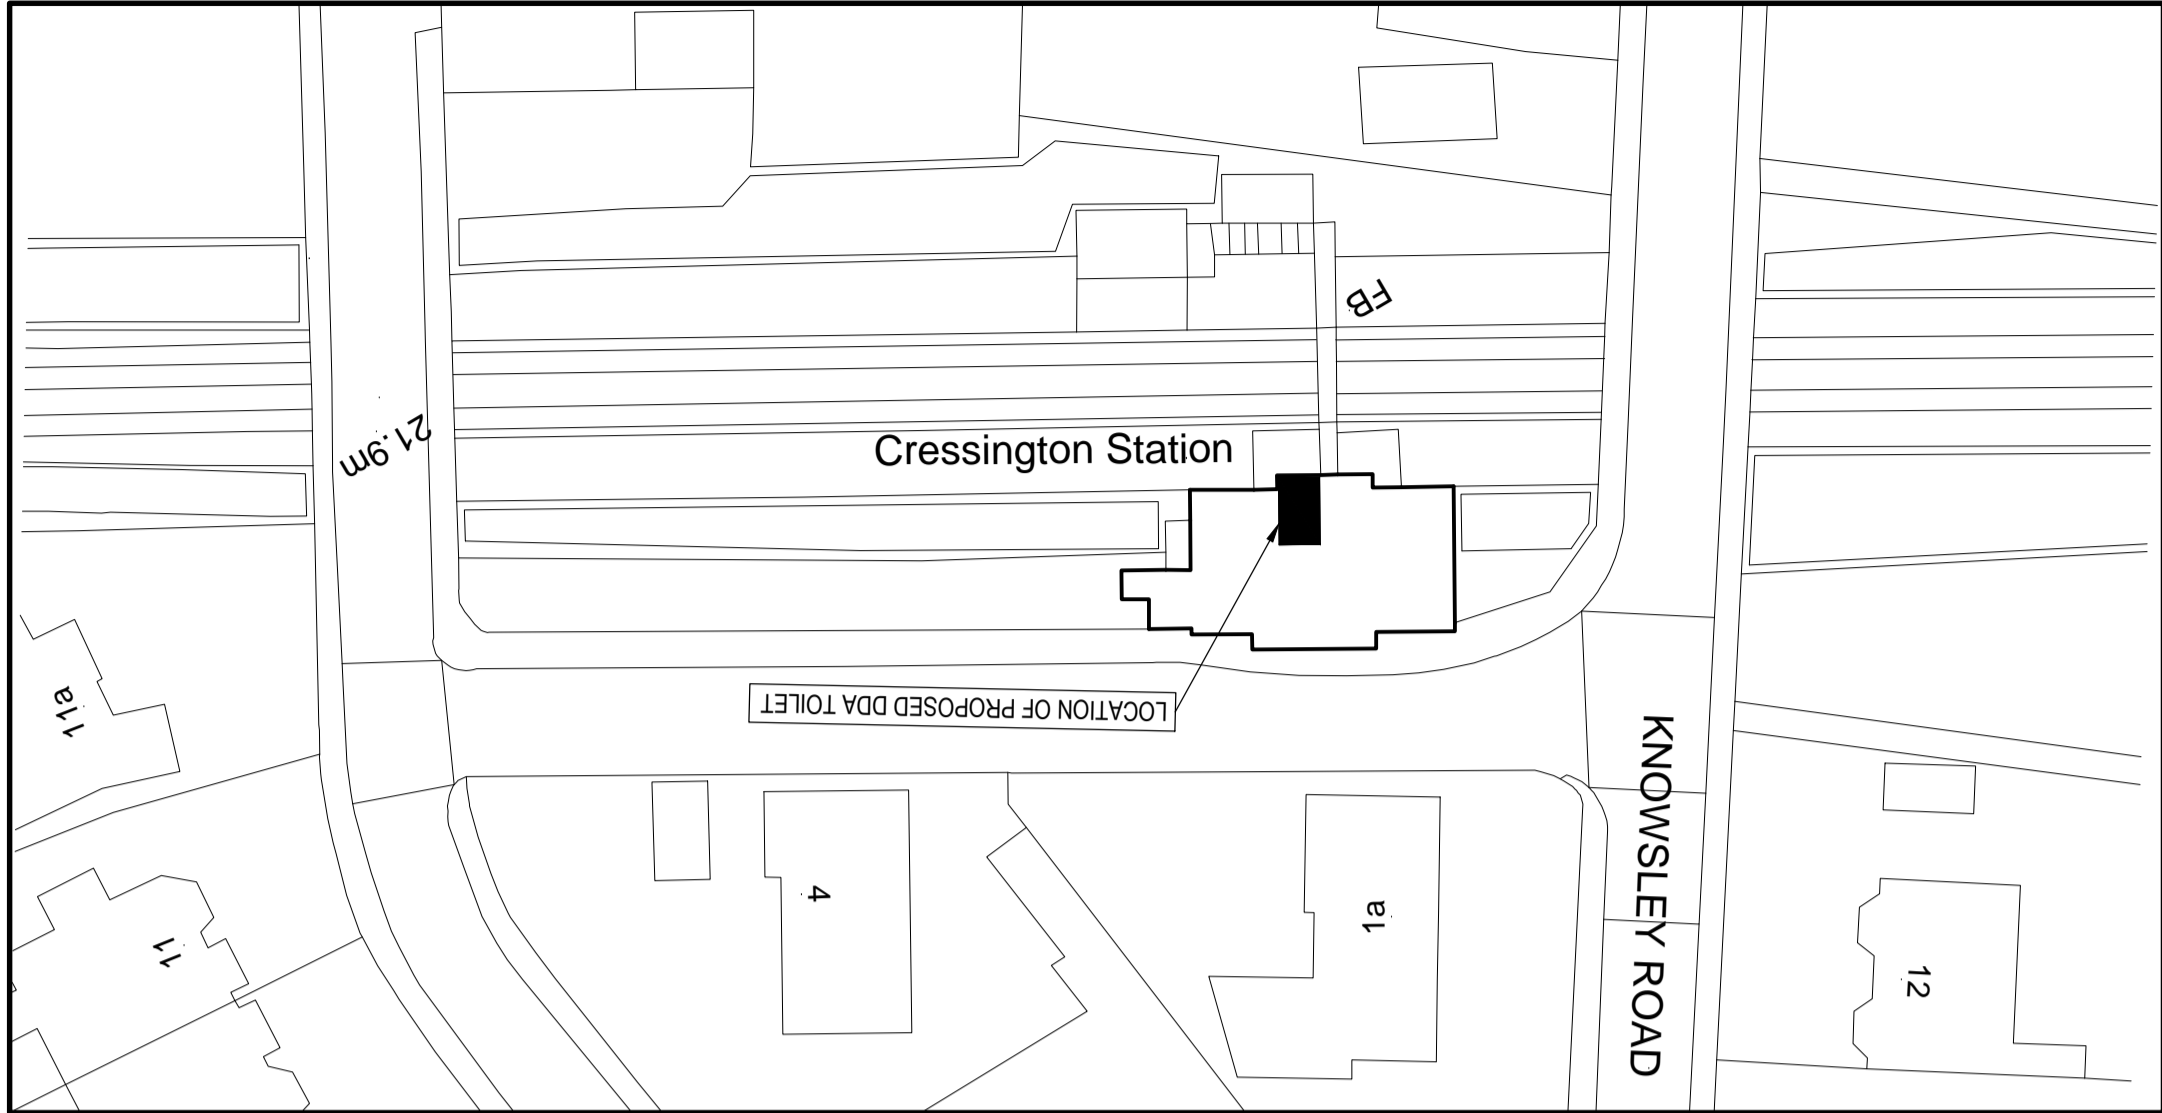 FB
21.9m
Cressington Station
LOCATION OF PROPOSED DDA TOILET
11a
KNOWSLEY ROAD
4
1a
11
12